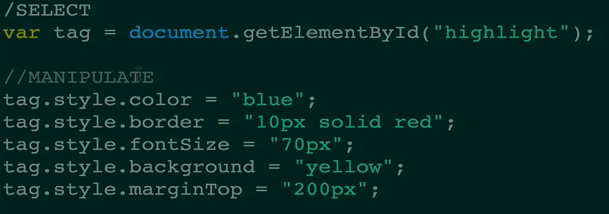 /SELECT
var tag = document.getElementById("highlight");
//MANIPULATE
tag.style.color = "blue";
tag.style.border = "10px solid red";
tag.style.fontSize = "70px";
tag.style.background = "yellow";
tag.style.marginTop = "200px";